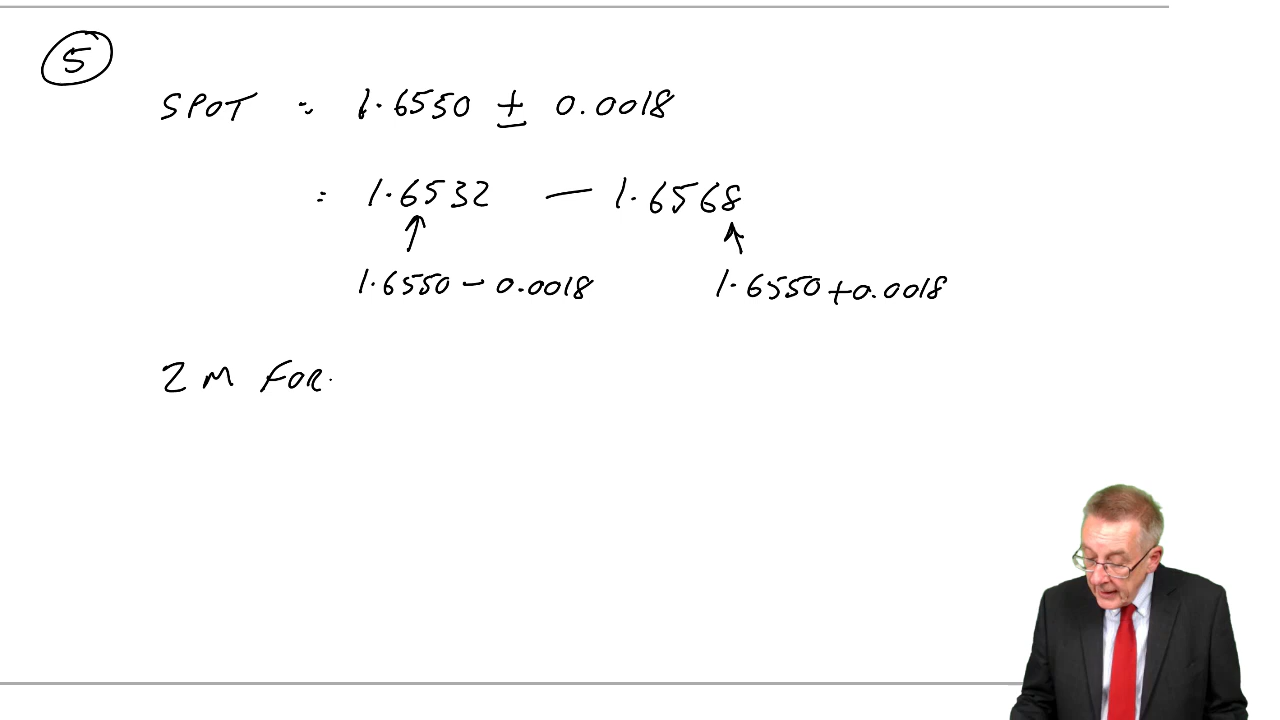 5
SPOT = 1.6550 ± 0.0018
= 1.6532 — 1.6568
1.6550 - 0.0018 1.6550 + 0.0018
2 M FOR.